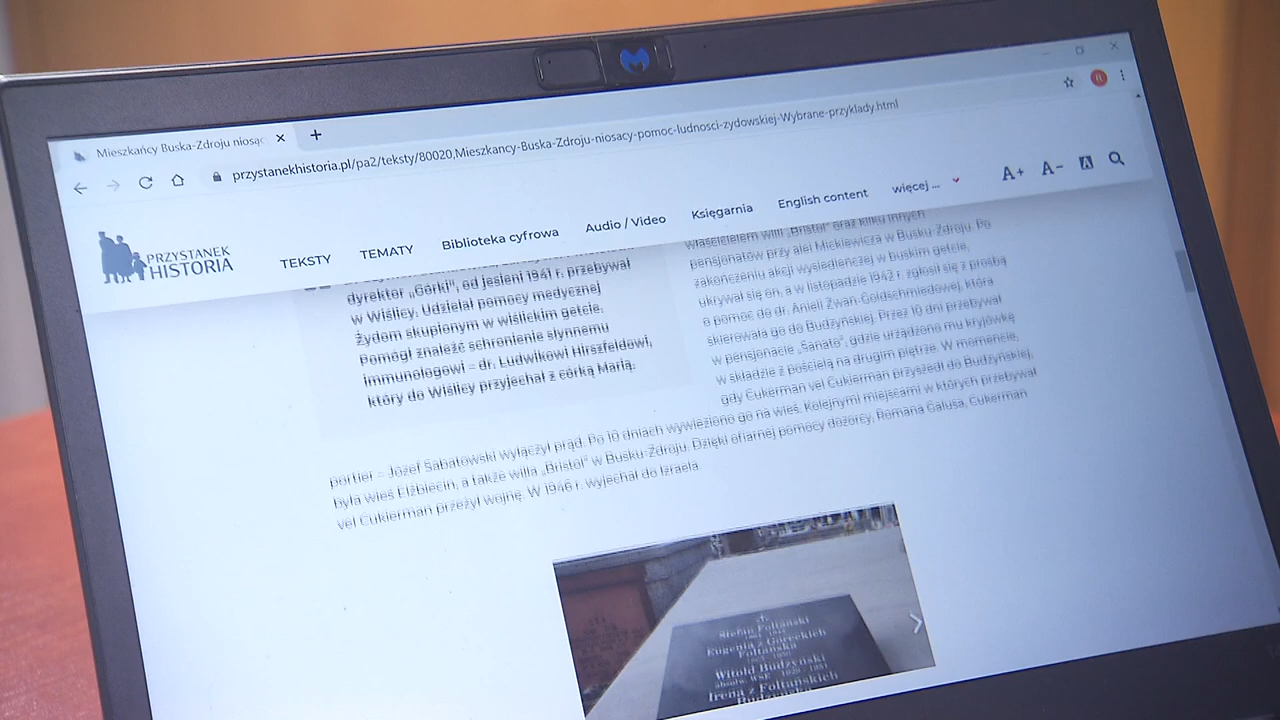 Mieszkańcy Buska-Zdroju niosąc
przystanekhistoria.pl/pa2/teksty/80020,Mieszkancy-Buska-Zdroju-niosacy-pomoc-ludnosci-zydowskiej-Wybrane-przyklady.html
PRZYSTANEK
HISTORIA
TEKSTY
TEMATY
Biblioteka cyfrowa
Audio / Video
Księgarnia
English content
więcej ...
A+
A-
A
dyrektor „Górki", od jesieni 1941 r. przebywał
w Wiślicy. Udzielał pomocy medycznej
Żydom skupionym w wiślickim getcie.
Pomógł znaleźć schronienie słynnemu
immunologowi – dr. Ludwikowi Hirszfeldowi,
który do Wiślicy przyjechał z córką Marią.
właścicielem willi „Bristol" oraz kilku innych
pensjonatów przy alei Mickiewicza w Busku-Zdroju. Po
zakończeniu akcji wysiedleńczej w buskim getcie,
ukrywał się on, a w listopadzie 1942 r. zgłosił się z prośbą
o pomoc do dr. Anieli Zwan-Goldschmiedowej, która
skierowała go do Budzyńskiej. Przez 10 dni przebywał
w pensjonacie „Sanato", gdzie urządzono mu kryjówkę
w składzie z pościelą na drugim piętrze. W momencie,
gdy Cukerman vel Cukierman przyszedł do Budzyńskiej,
portier – Józef Sabatowski wyłączył prąd. Po 10 dniach wywieziono go na wieś. Kolejnymi miejscami w których przebywał
była wieś Elżbiecin, a także willa „Bristol" w Busku-Zdroju. Dzięki ofiarnej pomocy dozorcy, Romana Galusa, Cukerman
vel Cukierman przeżył wojnę. W 1946 r. wyjechał do Izraela.
Stefan Foltański
Eugenia z Góreckich
Foltańska
Witold Budzyński
Irena z Foltańskich